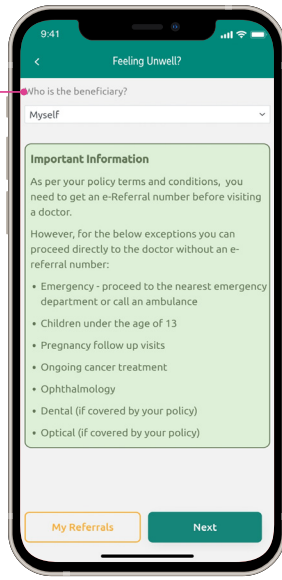 9:41
Feeling Unwell?
Who is the beneficiary?
Myself
Important Information
As per your policy terms and conditions, you
need to get an e-Referral number before visiting
a doctor.
However, for the below exceptions you can
proceed directly to the doctor without an e-
referral number:
• Emergency - proceed to the nearest emergency
department or call an ambulance
• Children under the age of 13
• Pregnancy follow up visits
• Ongoing cancer treatment
• Ophthalmology
• Dental (if covered by your policy)
• Optical (if covered by your policy)
My Referrals
Next